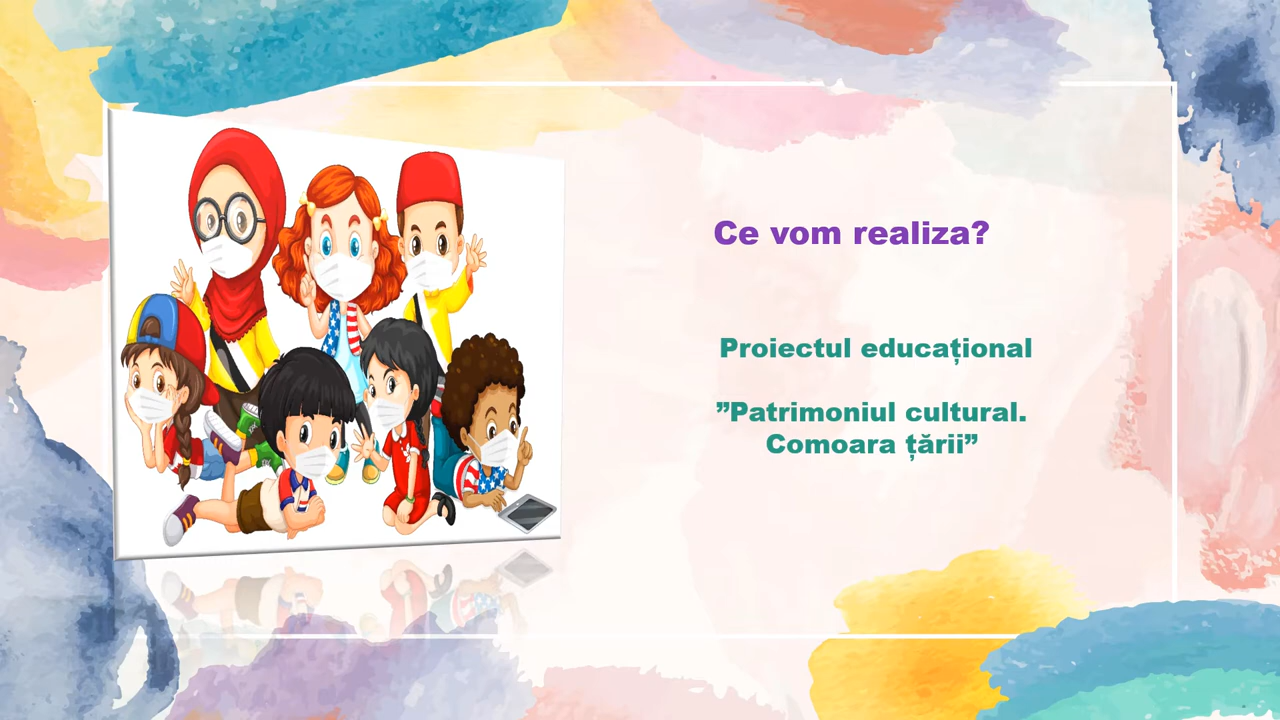 Ce vom realiza?
Proiectul educațional
”Patrimoniul cultural.
Comoara țării”